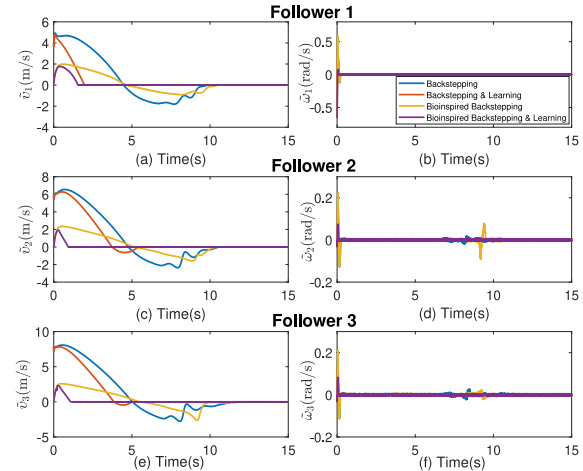 Follower 1
6
4
2
0
-2
-4
ṽ₁(m/s)
0 5 10 15
(a) Time(s)
0.5
0
-0.5
ω̃₁(rad/s)
Backstepping
Backstepping & Learning
Bioinspired Backstepping
Bioinspired Backstepping & Learning
0 5 10 15
(b) Time(s)
Follower 2
8
6
4
2
0
-2
-4
ṽ₂(m/s)
0 5 10 15
(c) Time(s)
0.2
0
-0.2
ω̃₂(rad/s)
0 5 10 15
(d) Time(s)
Follower 3
10
5
0
-5
ṽ₃(m/s)
0 5 10 15
(e) Time(s)
0.2
0
-0.2
ω̃₃(rad/s)
0 5 10 15
(f) Time(s)